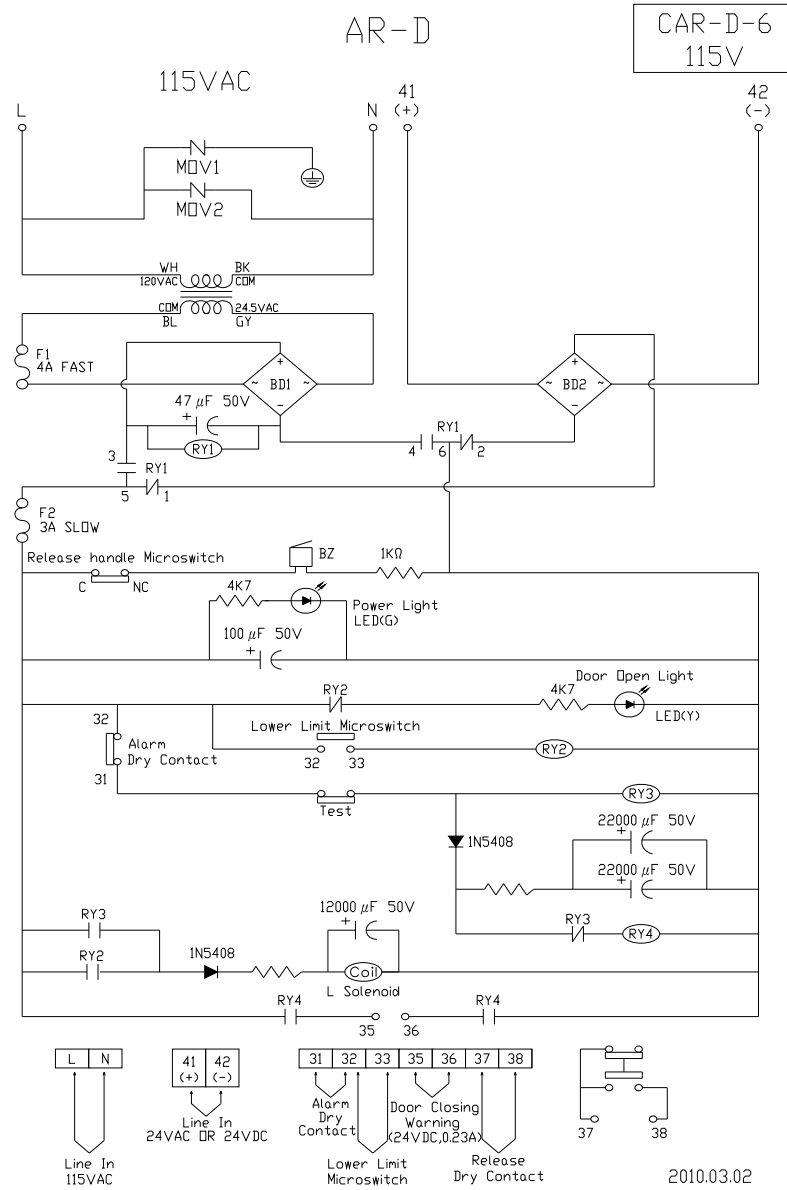 AR-D
CAR-D-6
115V
115VAC
L
N
41
(+)
42
(-)
MOV1
MOV2
WH
120VAC
BK
COM
COM
BL
24.5VAC
GY
F1
4A FAST
+
~ BD1 ~
-
+
~ BD2 ~
-
47 µF 50V
+
RY1
RY1
4 6 2
3
RY1
5 1
F2
3A SLOW
Release handle Microswitch
C NC
BZ
1KΩ
4K7
Power Light
LED(G)
100 µF 50V
+
Door Open Light
RY2
4K7
LED(Y)
32
Alarm
Dry Contact
31
Lower Limit Microswitch
32 33
RY2
Test
RY3
1N5408
22000 µF 50V
+
22000 µF 50V
+
RY3
RY4
RY3
RY2
1N5408
12000 µF 50V
+
Coil
L Solenoid
RY4
35 36
RY4
L N
41
(+)
42
(-)
31 32 33 35 36 37 38
Line In
115VAC
Line In
24VAC OR 24VDC
Alarm
Dry
Contact
Door Closing
Warning
(24VDC,0.23A)
Lower Limit
Microswitch
Release
Dry Contact
37 38
2010.03.02